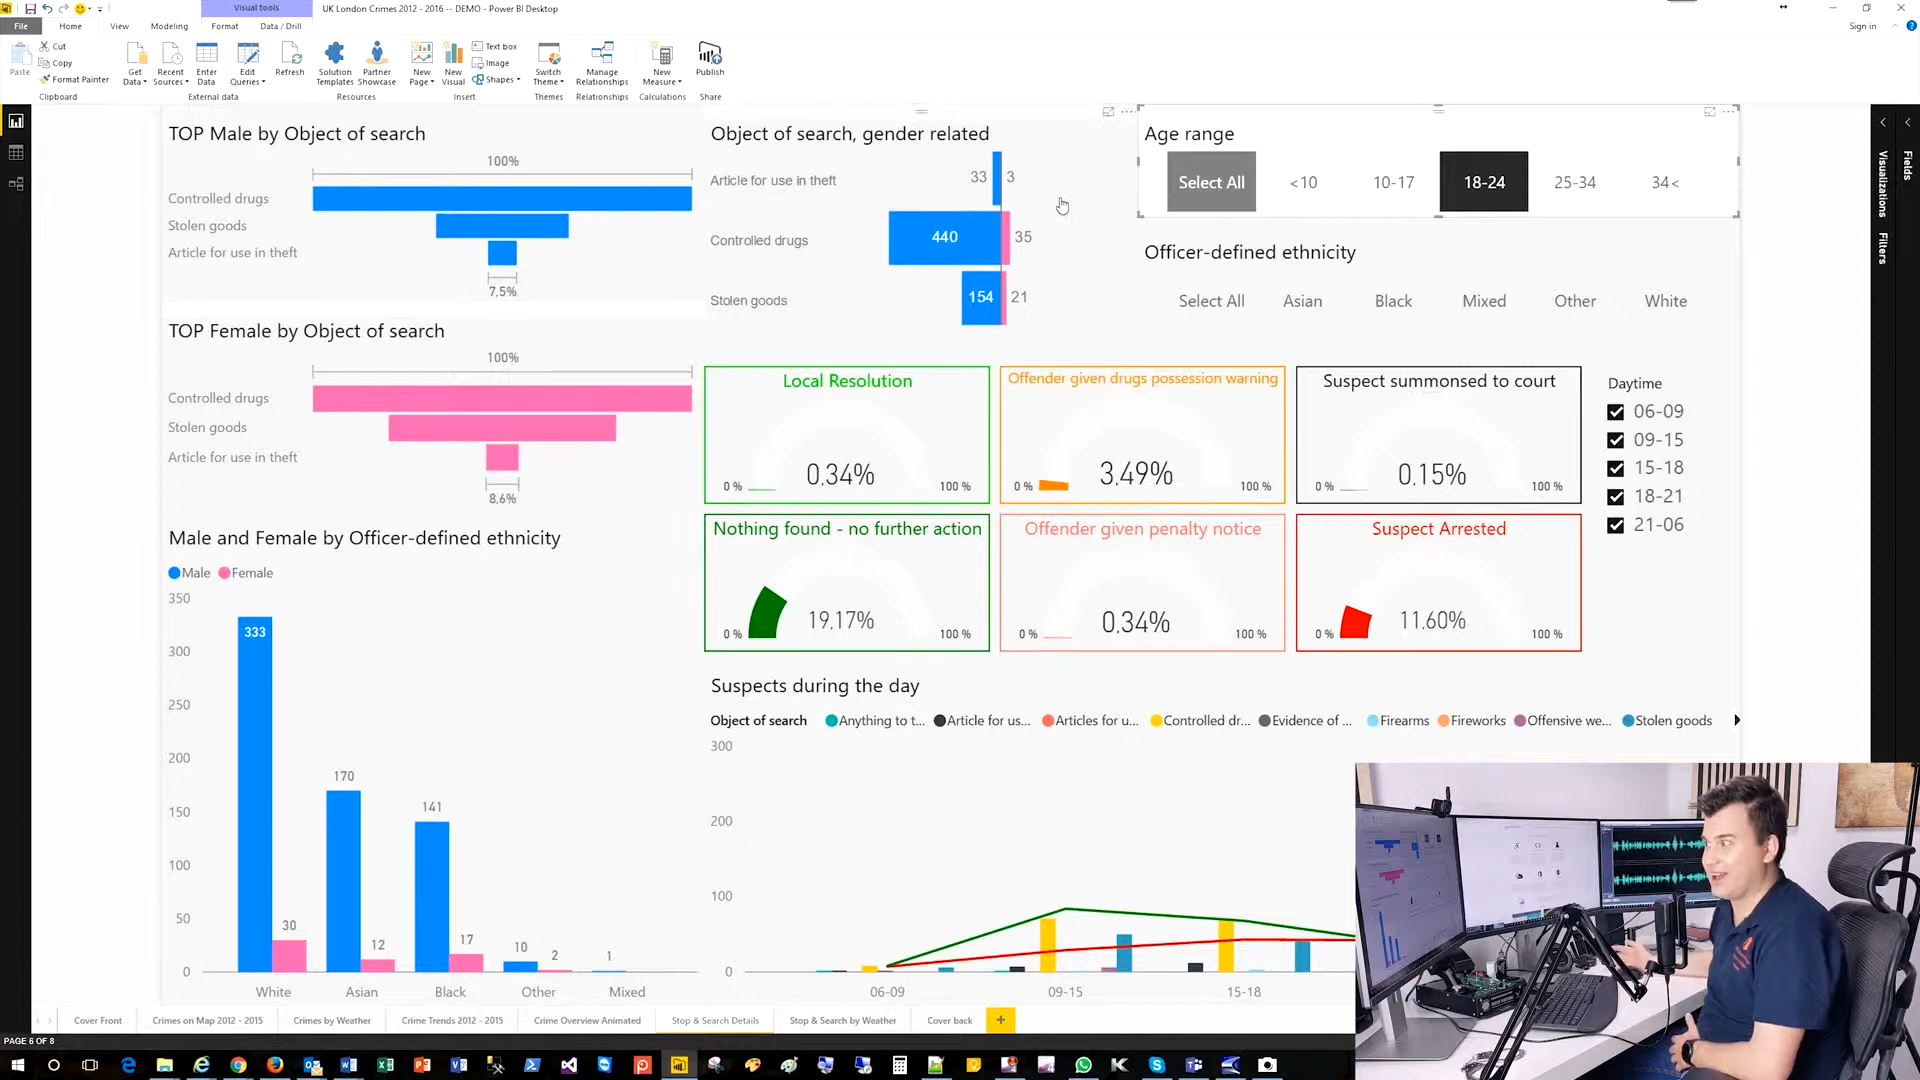 Visual tools
UK London Crimes 2012 - 2016 -- DEMO - Power BI Desktop
File Home View Modeling Format Data / Drill
Sign in
Paste
Cut
Copy
Format Painter
Get Data
Recent Sources
Enter Data
Edit Queries
Refresh
Solution Templates
Partner Showcase
New Page
New Visual
Text box
Image
Shapes
Switch Theme
Manage Relationships
New Measure
Publish
Clipboard External data Resources Insert Themes Relationships Calculations Share
TOP Male by Object of search
100%
Controlled drugs
Stolen goods
Article for use in theft
7,5%
TOP Female by Object of search
100%
Controlled drugs
Stolen goods
Article for use in theft
8,6%
Male and Female by Officer-defined ethnicity
Male Female
350
300
250
200
150
100
50
0
333
30
170
12
141
17
10
2
1
White Asian Black Other Mixed
Object of search, gender related
Article for use in theft 33 3
Controlled drugs 440 35
Stolen goods 154 21
Age range
Select All <10 10-17 18-24 25-34 34<
Officer-defined ethnicity
Select All Asian Black Mixed Other White
Local Resolution
0 % 0,34% 100 %
Offender given drugs possession warning
0 % 3,49% 100 %
Suspect summonsed to court
0 % 0,15% 100 %
Nothing found - no further action
0 % 19,17% 100 %
Offender given penalty notice
0 % 0,34% 100 %
Suspect Arrested
0 % 11,60% 100 %
Daytime
06-09
09-15
15-18
18-21
21-06
Suspects during the day
Object of search Anything to t... Article for us... Articles for u... Controlled dr... Evidence of ... Firearms Fireworks Offensive we... Stolen goods
300
200
100
0
06-09 09-15 15-18
Visualizations
Filters
Fields
Cover Front Crimes on Map 2012 - 2015 Crimes by Weather Crime Trends 2012 - 2015 Crime Overview Animated Stop & Search Details Stop & Search by Weather Cover back +
PAGE 6 OF 8